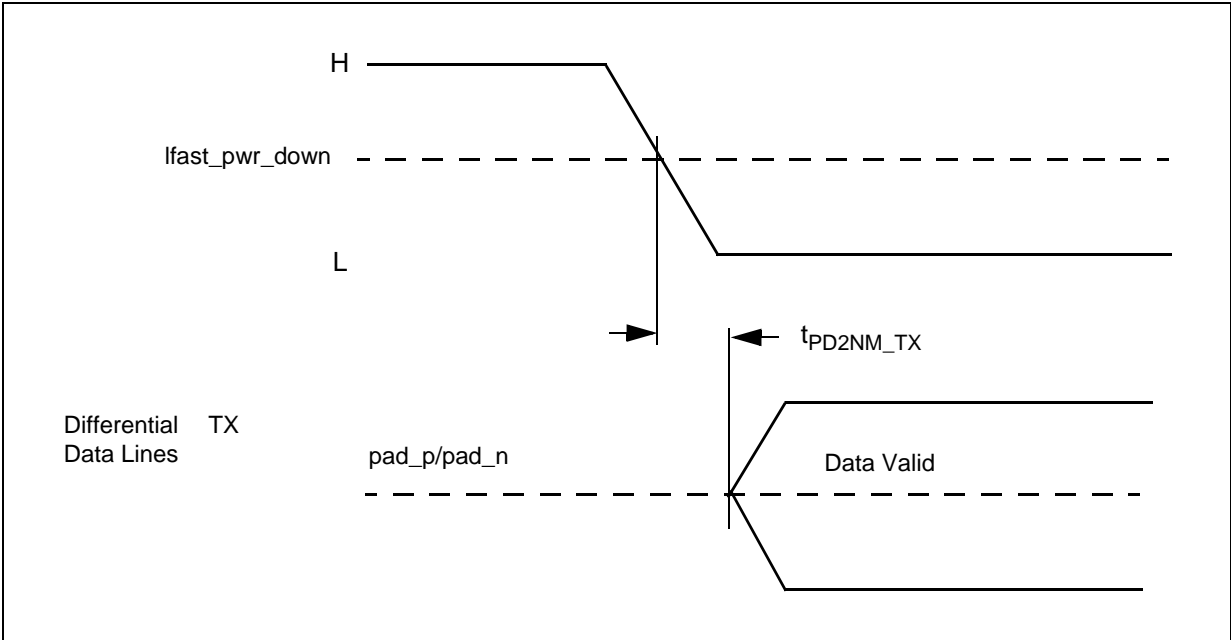 H
lfast_pwr_down
L
tPD2NM_TX
Differential TX
Data Lines
pad_p/pad_n
Data Valid